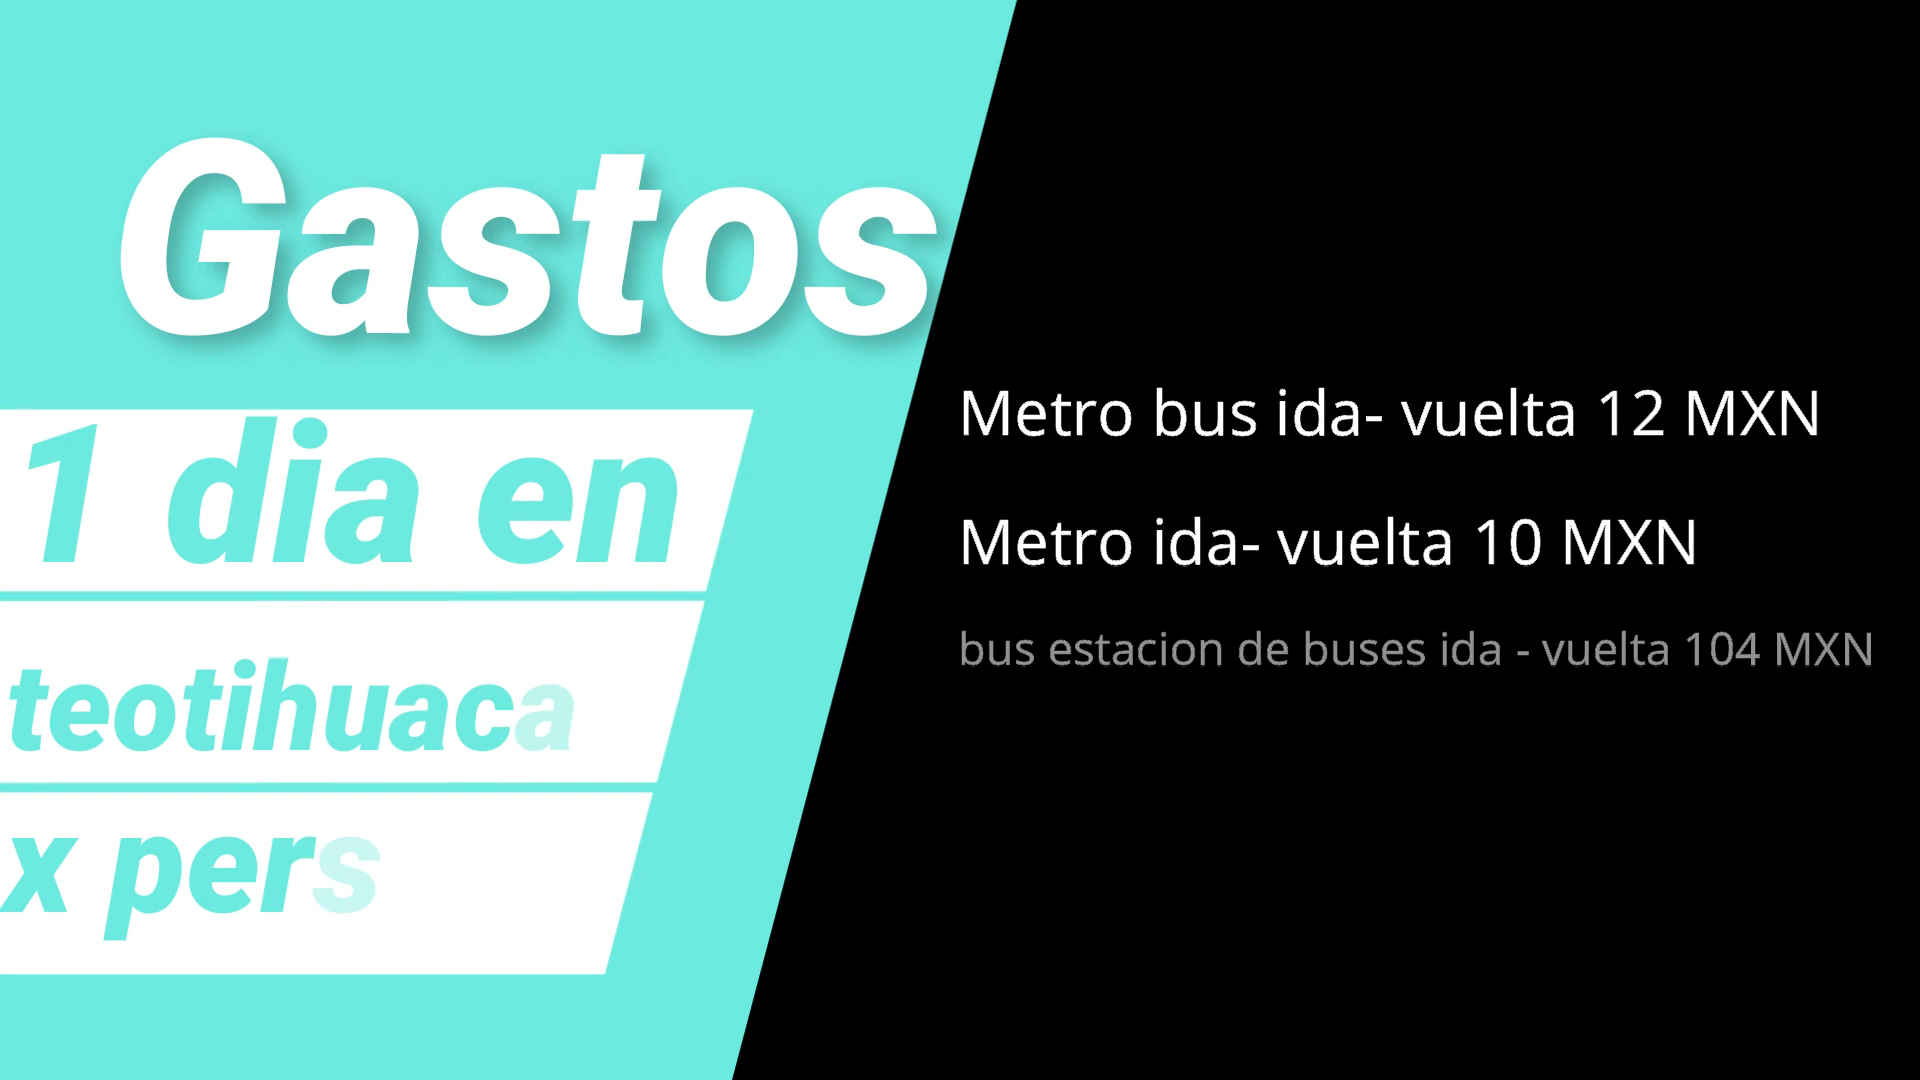 Gastos
1 dia en
teotihuaca
x pers
Metro bus ida- vuelta 12 MXN
Metro ida- vuelta 10 MXN
bus estacion de buses ida - vuelta 104 MXN